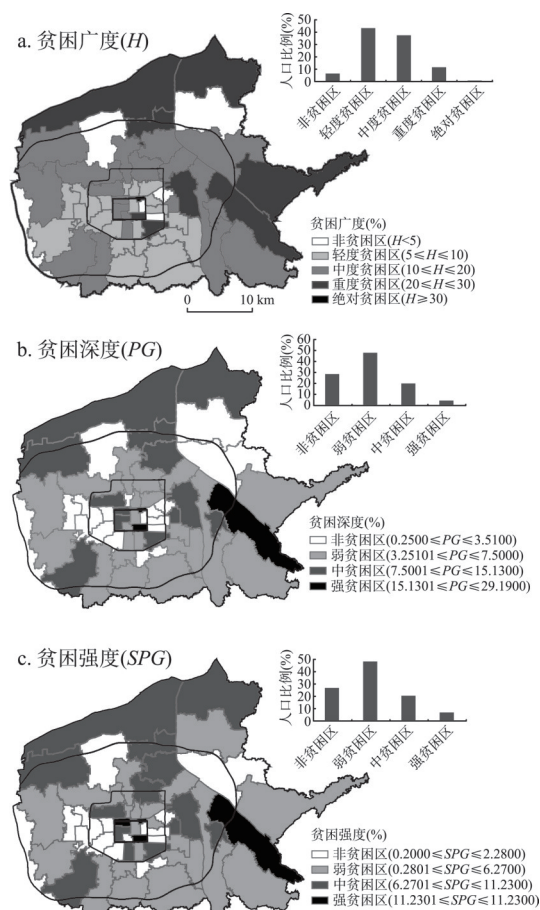 a. 贫困广度(H)
人口比例(%)
50
40
30
20
10
0
非贫困区
轻度贫困区
中度贫困区
重度贫困区
绝对贫困区
贫困广度(%)
非贫困区(H<5)
轻度贫困区(5≤H≤10)
中度贫困区(10≤H≤20)
重度贫困区(20≤H≤30)
绝对贫困区(H≥30)
0 10 km
b. 贫困深度(PG)
人口比例(%)
60
50
40
30
20
10
0
非贫困区
弱贫困区
中贫困区
强贫困区
贫困深度(%)
非贫困区(0.2500≤PG≤3.5100)
弱贫困区(3.25101≤PG≤7.5000)
中贫困区(7.5001≤PG≤15.1300)
强贫困区(15.1301≤PG≤29.1900)
c. 贫困强度(SPG)
人口比例(%)
50
40
30
20
10
0
非贫困区
弱贫困区
中贫困区
强贫困区
贫困强度(%)
非贫困区(0.2000≤SPG≤2.2800)
弱贫困区(0.2801≤SPG≤6.2700)
中贫困区(6.2701≤SPG≤11.2300)
强贫困区(11.2301≤SPG≤11.2300)